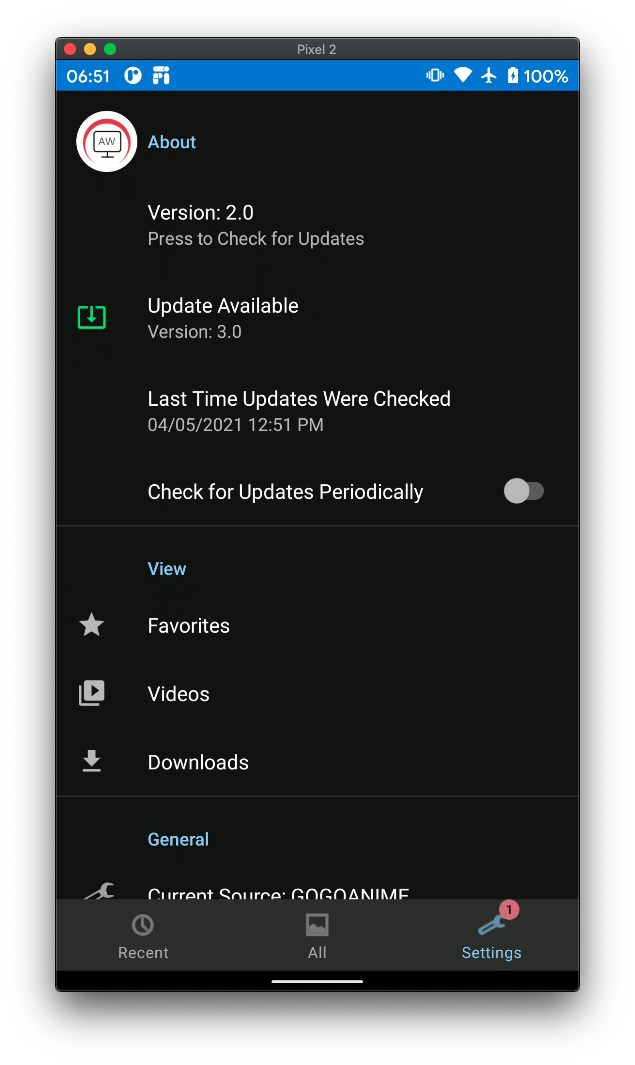 Pixel 2
06:51
100%
AW
About
Version: 2.0
Press to Check for Updates
Update Available
Version: 3.0
Last Time Updates Were Checked
04/05/2021 12:51 PM
Check for Updates Periodically
View
Favorites
Videos
Downloads
General
Current Source: GOGOANIME
1
Recent
All
Settings